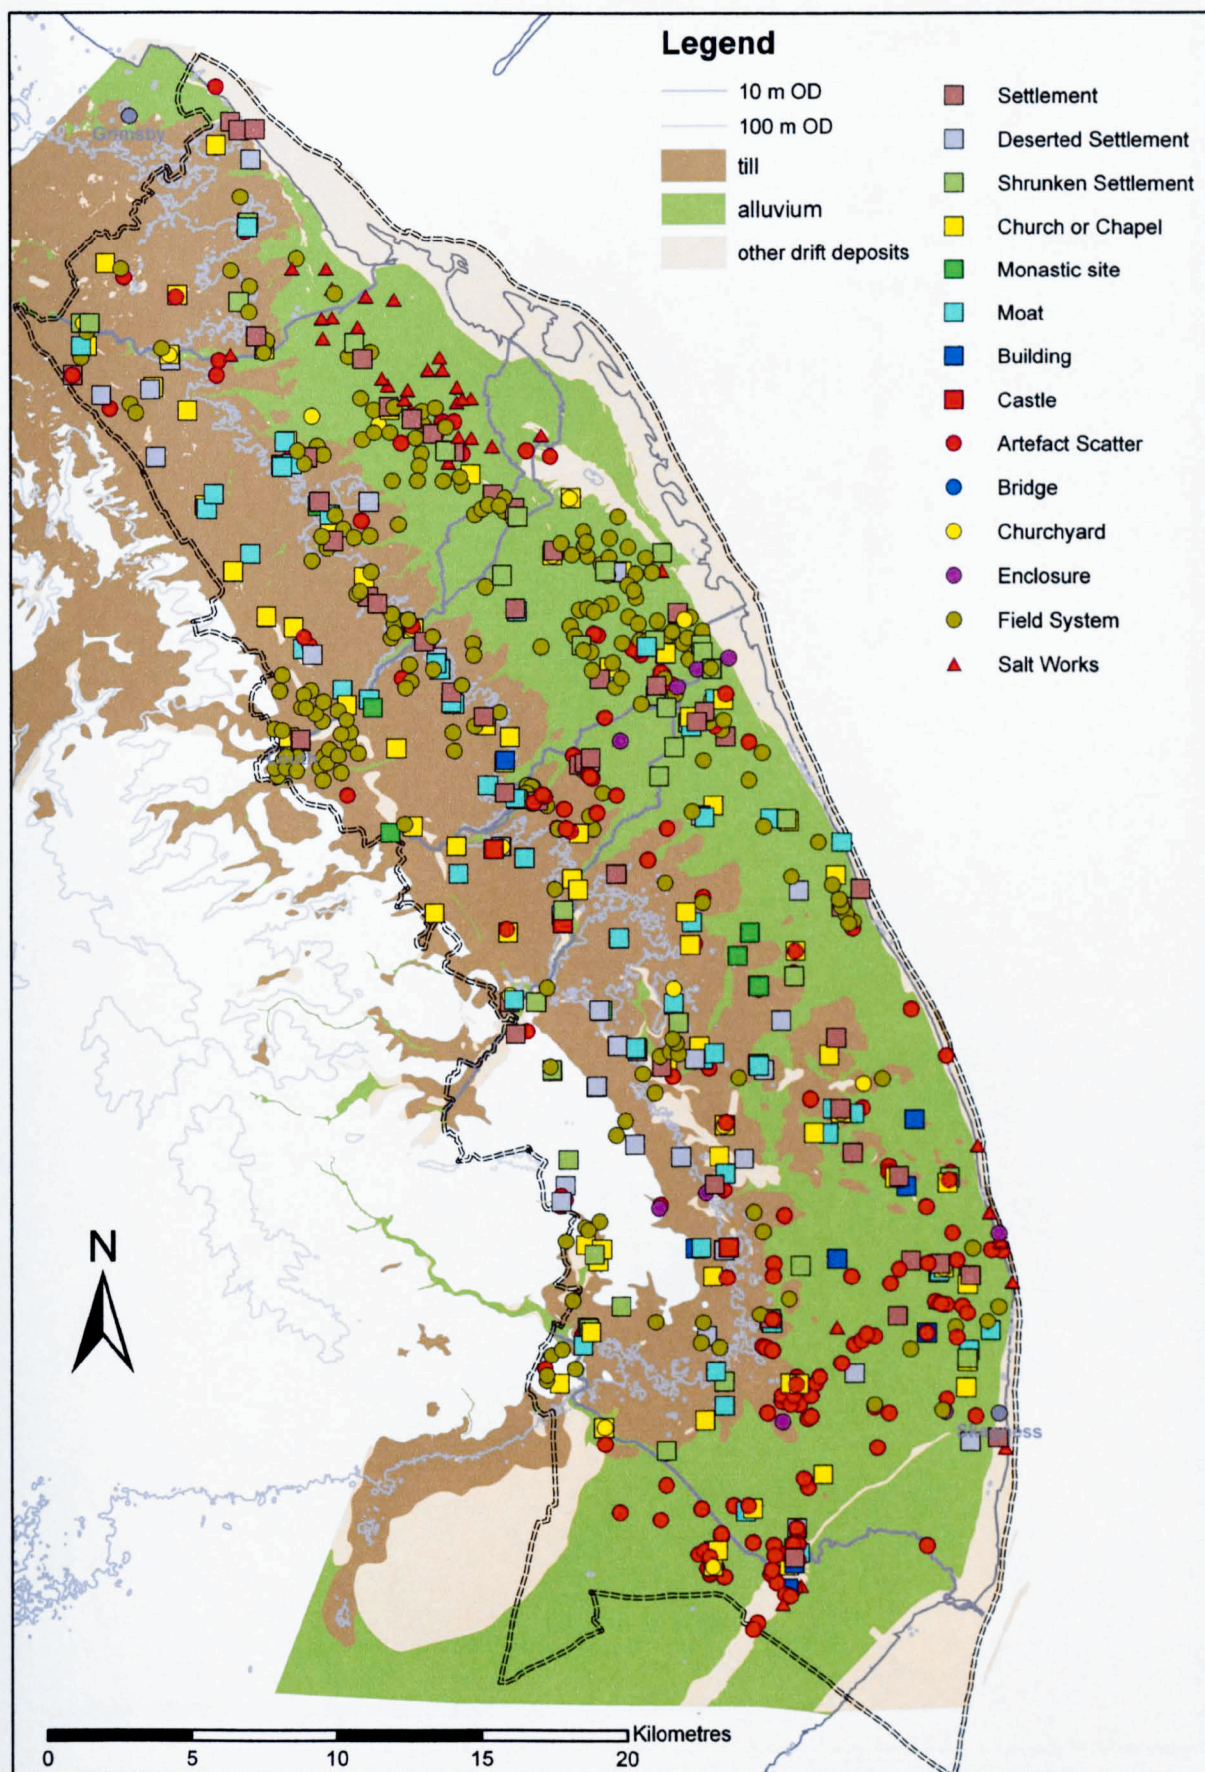 Legend
10 m OD
100 m OD
till
alluvium
other drift deposits
Settlement
Deserted Settlement
Shrunken Settlement
Church or Chapel
Monastic site
Moat
Building
Castle
Artefact Scatter
Bridge
Churchyard
Enclosure
Field System
Salt Works
Grimsby
Louth
Skegness
N
Kilometres
0 5 10 15 20